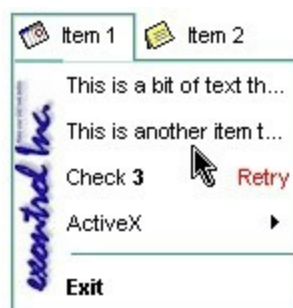 Item 1 Item 2
This is a bit of text th...
This is another item t...
Check 3 Retry
ActiveX
Exit
exontrol Inc.